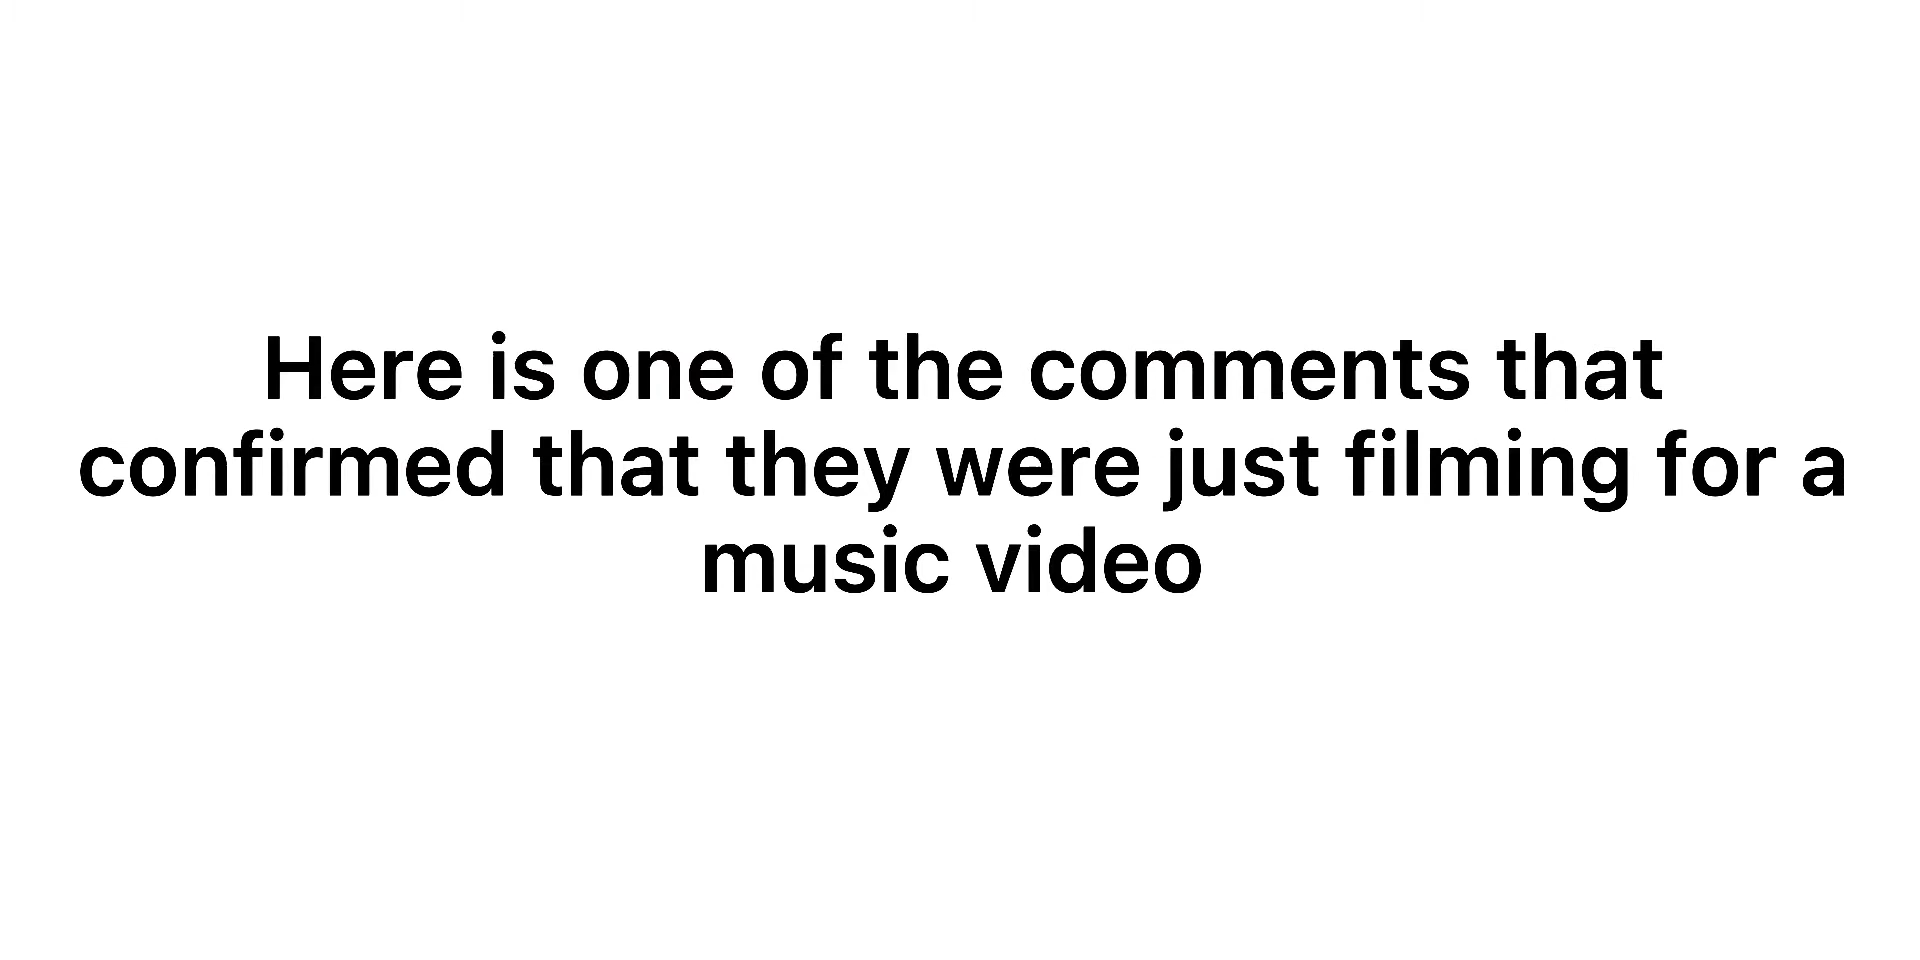 Here is one of the comments that
confirmed that they were just filming for a
music video